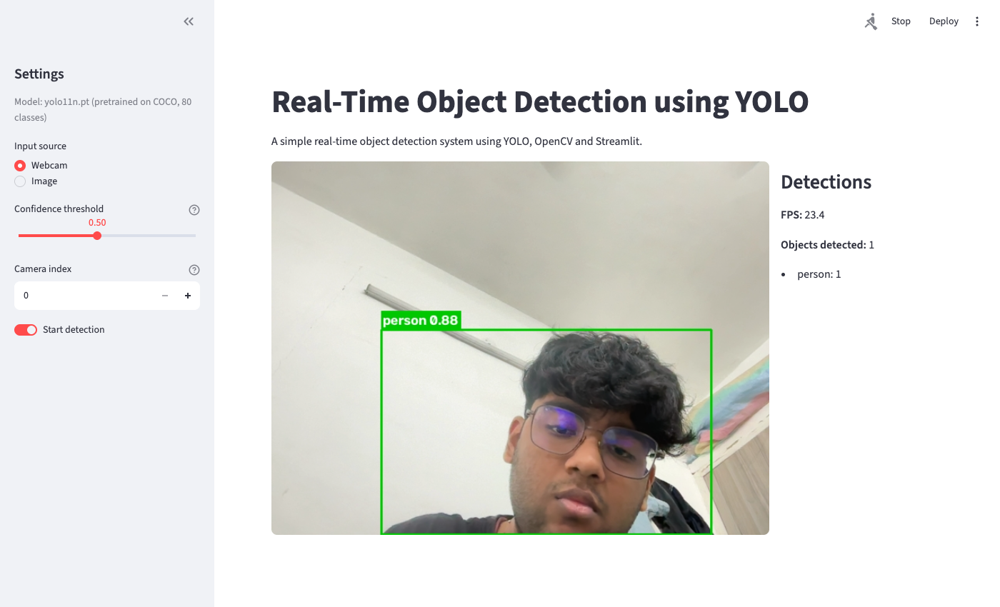 Stop
Deploy
Settings
Model: yolo11n.pt (pretrained on COCO, 80
classes)
Input source
Webcam
Image
Confidence threshold
0.50
Camera index
0
Start detection
Real-Time Object Detection using YOLO
A simple real-time object detection system using YOLO, OpenCV and Streamlit.
person 0.88
Detections
FPS: 23.4
Objects detected: 1
person: 1